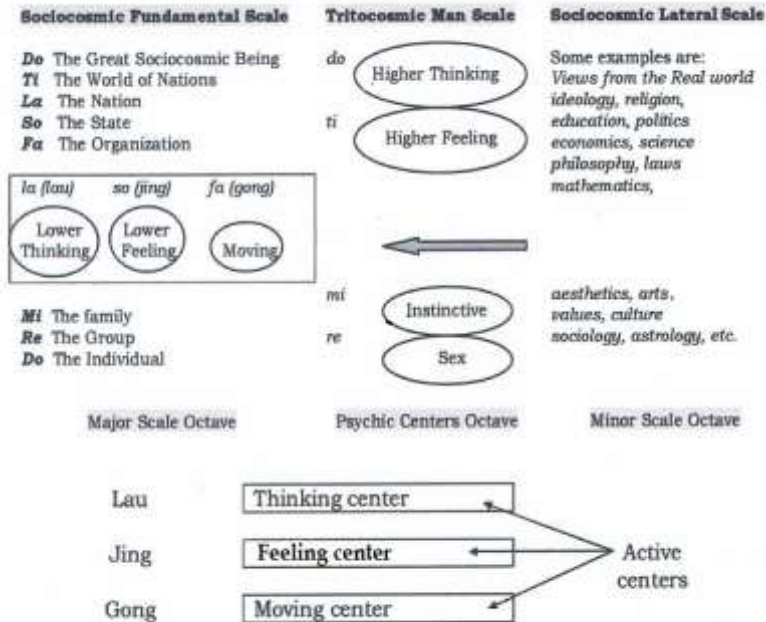 Sociocosmic Fundamental Scale
Tritocosmic Man Scale
Sociocosmic Lateral Scale
Do The Great Sociocosmic Being
Ti The World of Nations
La The Nation
So The State
Fa The Organization
do
Higher Thinking
ti
Higher Feeling
Some examples are:
Views from the Real world
ideology, religion,
education, politics
economics, science
philosophy, laws
mathematics,
la (lau) so (jing) fa (gong)
Lower
Thinking
Lower
Feeling
Moving
Mi The family
Re The Group
Do The Individual
mi
Instinctive
re
Sex
aesthetics, arts,
values, culture
sociology, astrology, etc.
Major Scale Octave
Psychic Centers Octave
Minor Scale Octave
Lau Thinking center
Jing Feeling center
Gong Moving center
Active
centers